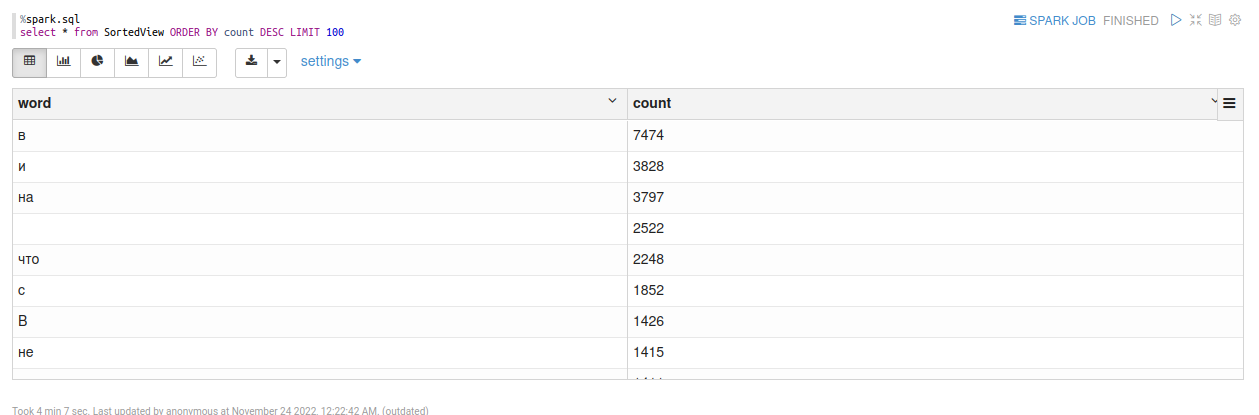 %spark.sql
select * from SortedView ORDER BY count DESC LIMIT 100
SPARK JOB FINISHED
settings
word count
в 7474
и 3828
на 3797
2522
что 2248
с 1852
В 1426
не 1415
Took 4 min 7 sec. Last updated by anonymous at November 24 2022, 12:22:42 AM. (outdated)